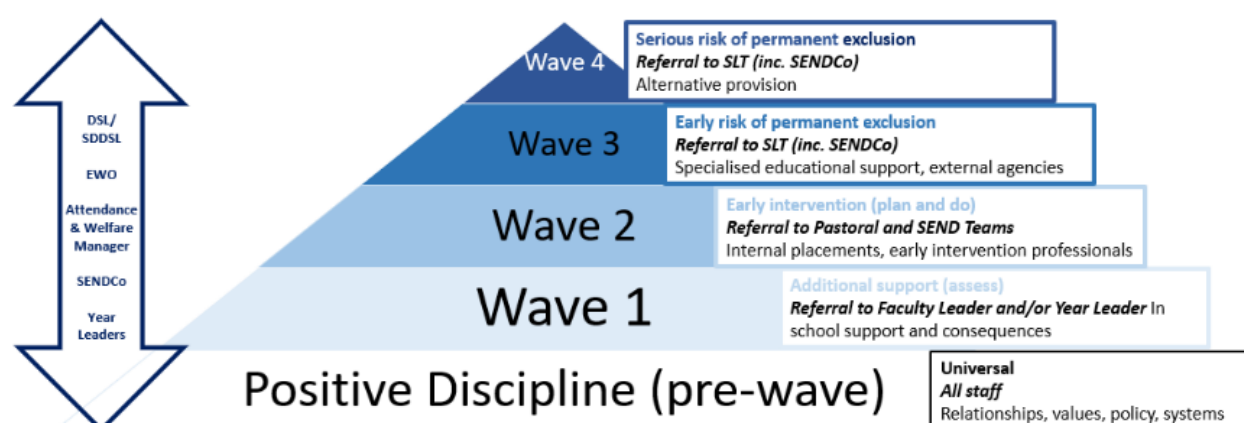 DSL/
SDDSL
EWO
Attendance
& Welfare
Manager
SENDCo
Year
Leaders
Wave 4
Serious risk of permanent exclusion
Referral to SLT (inc. SENDCo)
Alternative provision
Wave 3
Early risk of permanent exclusion
Referral to SLT (inc. SENDCo)
Specialised educational support, external agencies
Wave 2
Early intervention (plan and do)
Referral to Pastoral and SEND Teams
Internal placements, early intervention professionals
Wave 1
Additional support (assess)
Referral to Faculty Leader and/or Year Leader In
school support and consequences
Positive Discipline (pre-wave)
Universal
All staff
Relationships, values, policy, systems